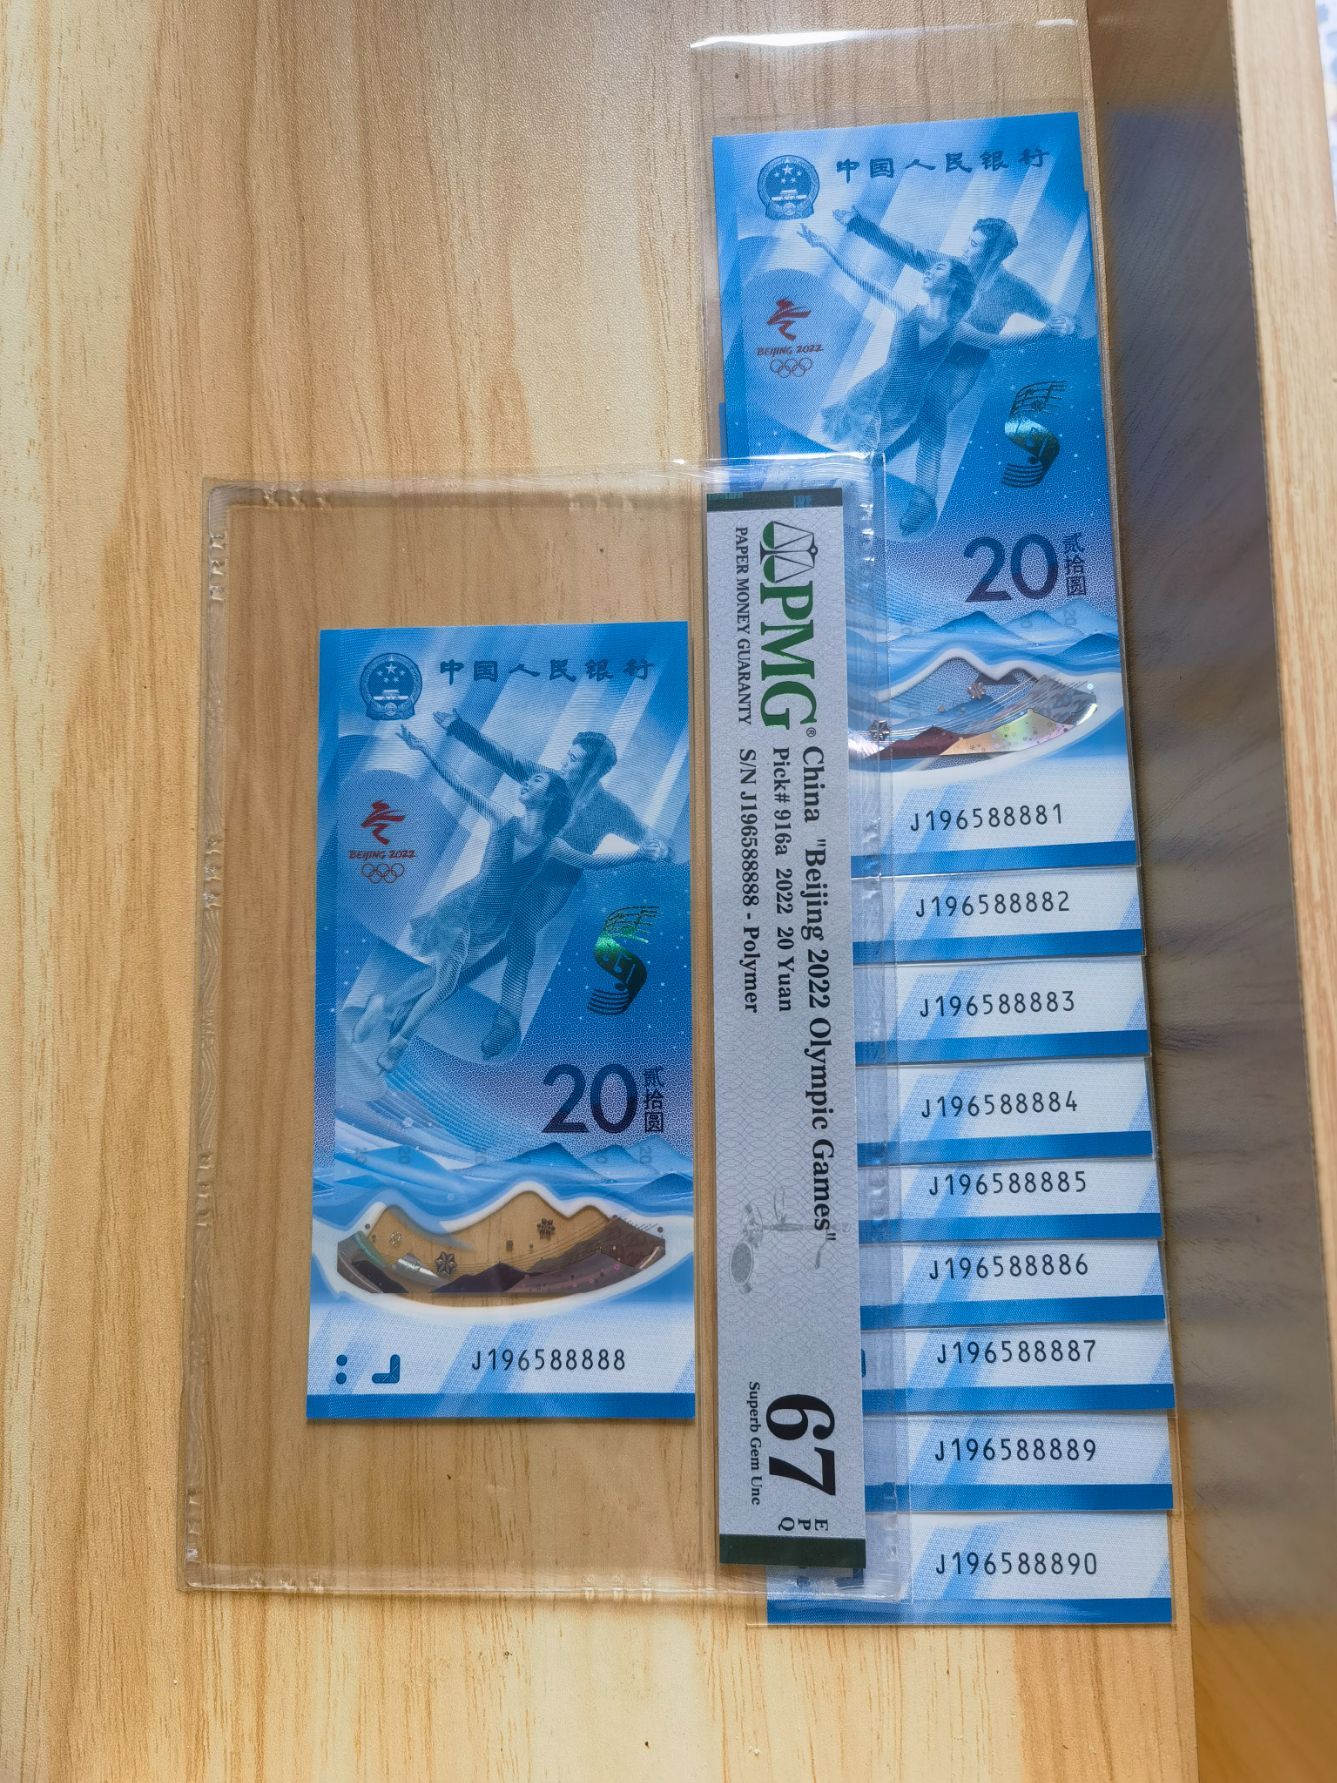 中国人民银行
BEIJING 2022
20
贰拾圆
J196588881
J196588882
J196588883
J196588884
J196588885
J196588886
J196588887
J196588889
J196588890
中国人民银行
BEIJING 2022
20
贰拾圆
J196588888
PMG®
PAPER MONEY GUARANTY
China "Beijing 2022 Olympic Games"
Pick# 916a 2022 20 Yuan
S/N J196588888 - Polymer
67
EPQ
Superb Gem Unc